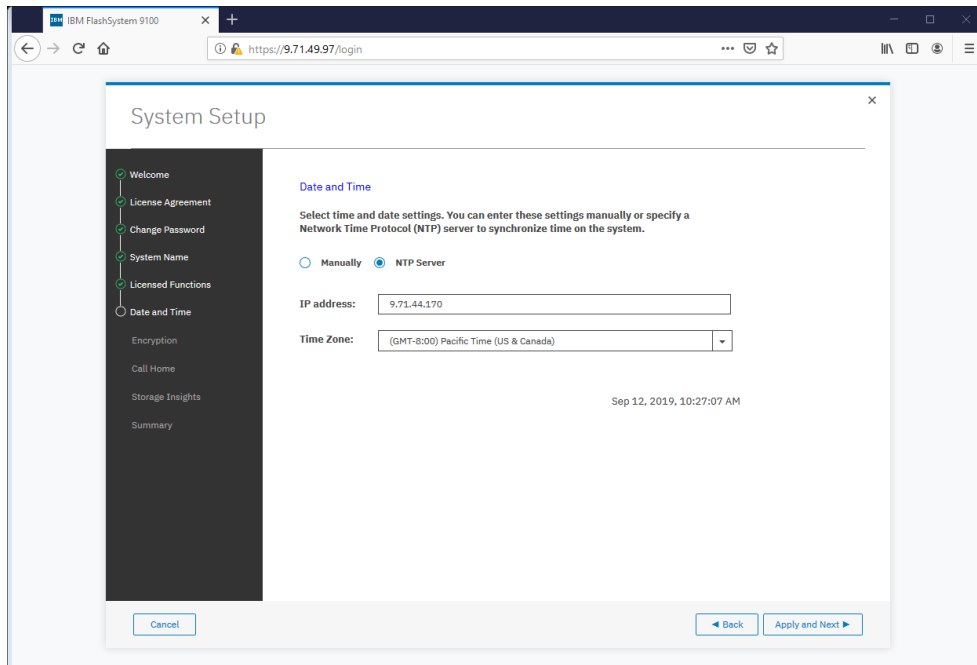 IBM IBM FlashSystem 9100
https://9.71.49.97/login
System Setup
Welcome
License Agreement
Change Password
System Name
Licensed Functions
Date and Time
Encryption
Call Home
Storage Insights
Summary
Date and Time
Select time and date settings. You can enter these settings manually or specify a
Network Time Protocol (NTP) server to synchronize time on the system.
Manually NTP Server
IP address: 9.71.44.170
Time Zone: (GMT-8:00) Pacific Time (US & Canada)
Sep 12, 2019, 10:27:07 AM
Cancel Back Apply and Next